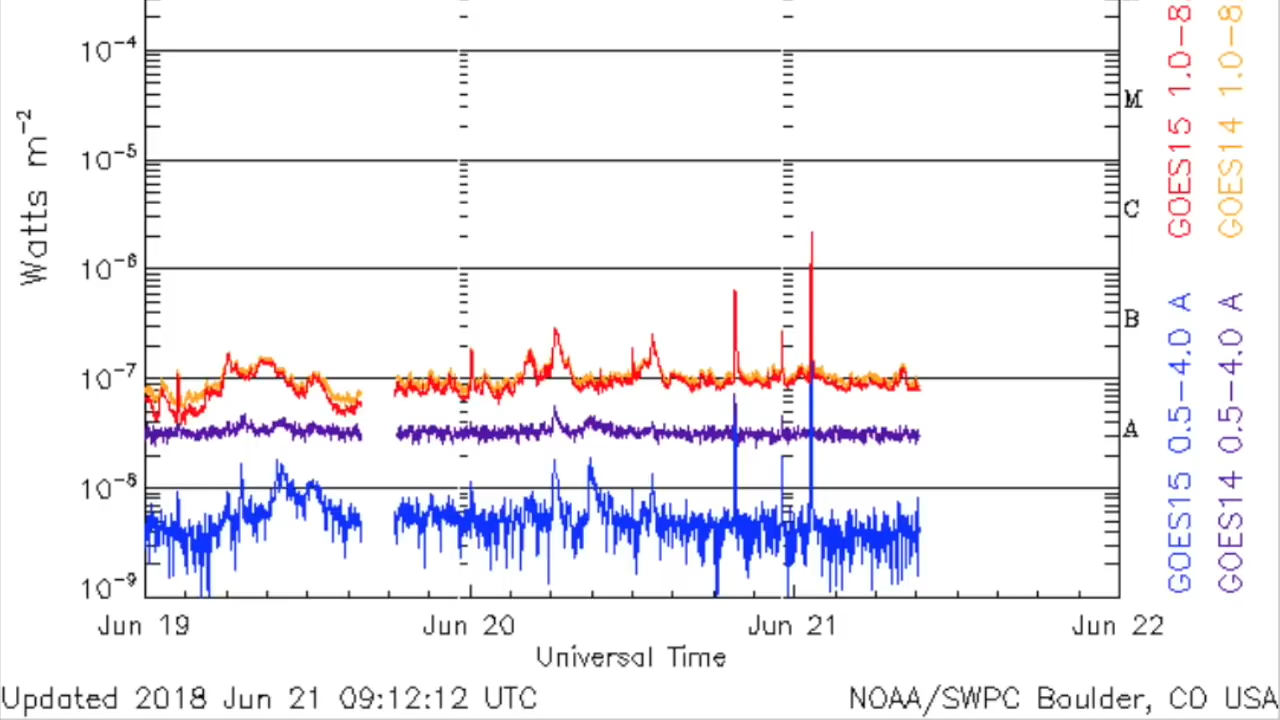 10-4
M
10-5
Watts m-2
C
10-6
B
10-7
A
10-8
10-9
Jun 19 Jun 20 Jun 21 Jun 22
Universal Time
Updated 2018 Jun 21 09:12:12 UTC NOAA/SWPC Boulder, CO USA
GOES15 0.5-4.0 A GOES15 1.0-8
GOES14 0.5-4.0 A GOES14 1.0-8